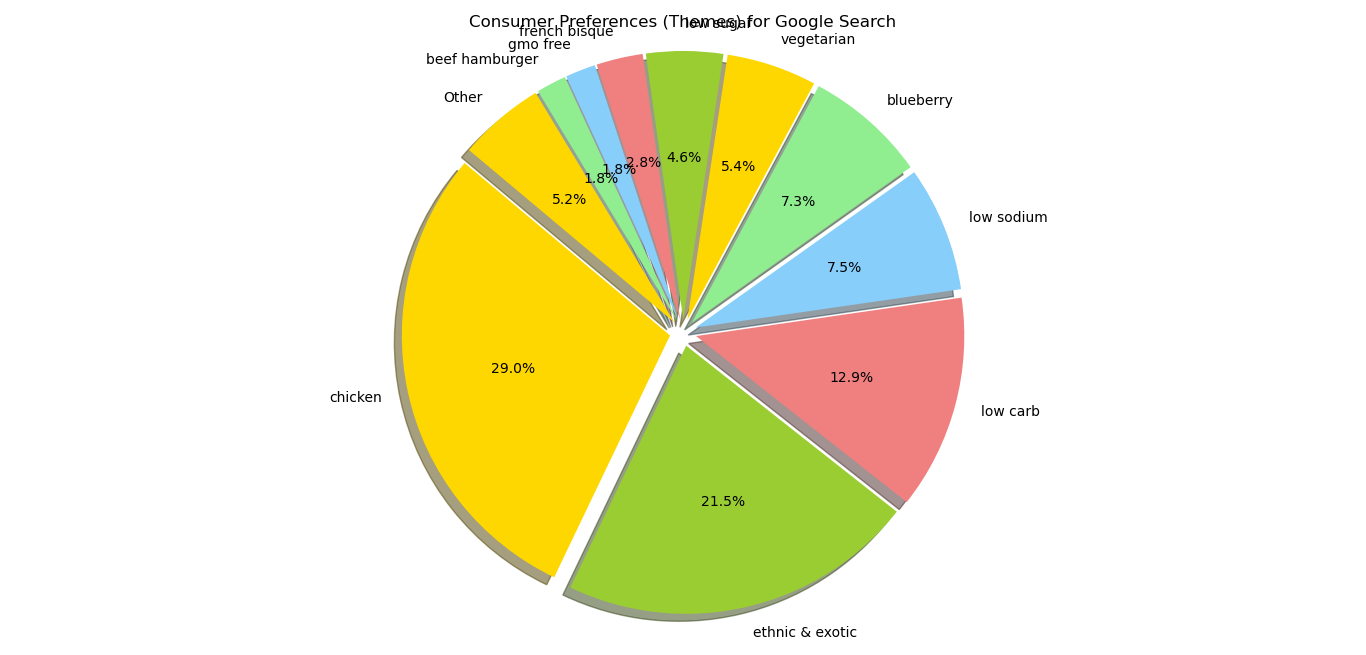 Consumer Preferences (Themes) for Google Search
low sugar
french bisque
vegetarian
gmo free
beef hamburger
Other
blueberry
4.6%
2.8%
5.4%
1.8%
1.8%
5.2%
7.3%
low sodium
7.5%
29.0%
12.9%
chicken
low carb
21.5%
ethnic & exotic